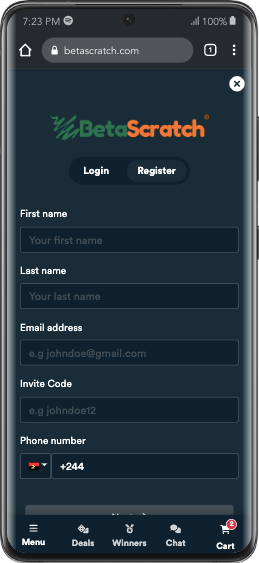 7:23 PM 100%
betascratch.com 1
BetaScratch
Login Register
First name
Your first name
Last name
Your last name
Email address
e.g johndoe@gmail.com
Invite Code
e.g johndoe12
Phone number
+244
2
Menu Deals Winners Chat Cart